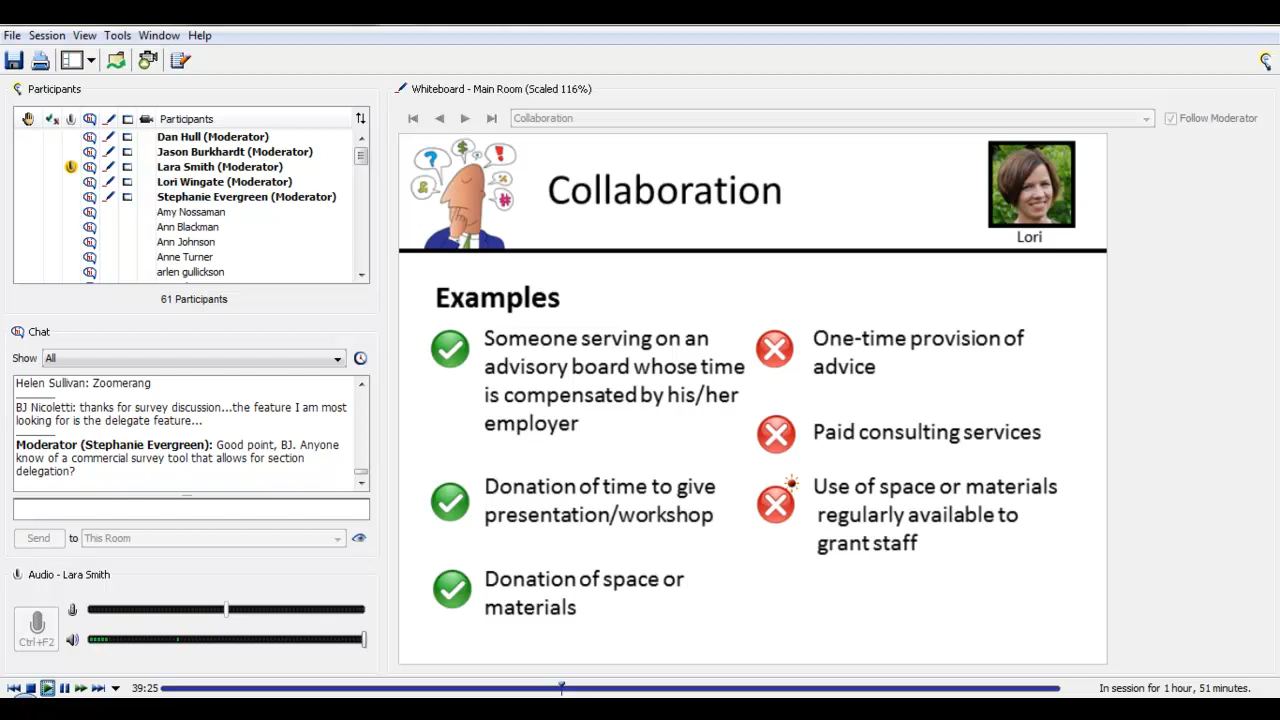 File Session View Tools Window Help
Participants
Participants
Dan Hull (Moderator)
Jason Burkhardt (Moderator)
Lara Smith (Moderator)
Lori Wingate (Moderator)
Stephanie Evergreen (Moderator)
Amy Nossaman
Ann Blackman
Ann Johnson
Anne Turner
arlen gullickson
61 Participants
Chat
Show All
Helen Sullivan: Zoomerang
BJ Nicoletti: thanks for survey discussion...the feature I am most
looking for is the delegate feature...
Moderator (Stephanie Evergreen): Good point, BJ. Anyone
know of a commercial survey tool that allows for section
delegation?
Send to This Room
Audio - Lara Smith
Ctrl+F2
Whiteboard - Main Room (Scaled 116%)
Collaboration Follow Moderator
Collaboration
Lori
Examples
Someone serving on an
advisory board whose time
is compensated by his/her
employer
Donation of time to give
presentation/workshop
Donation of space or
materials
One-time provision of
advice
Paid consulting services
Use of space or materials
regularly available to
grant staff
39:25
In session for 1 hour, 51 minutes.